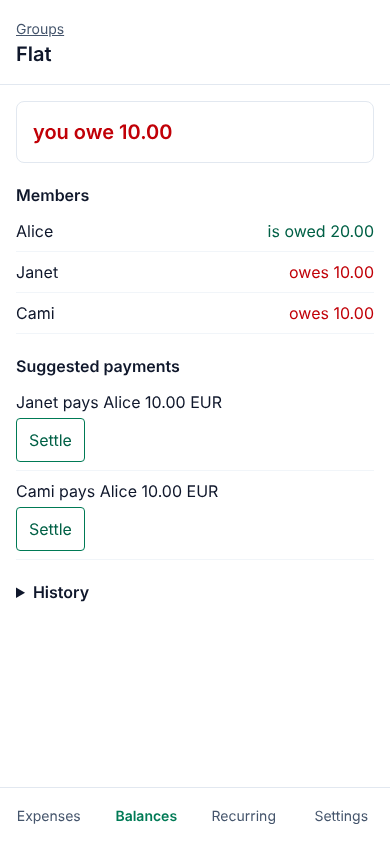 Groups
Flat
you owe 10.00
Members
Alice is owed 20.00
Janet owes 10.00
Cami owes 10.00
Suggested payments
Janet pays Alice 10.00 EUR
Settle
Cami pays Alice 10.00 EUR
Settle
History
Expenses Balances Recurring Settings